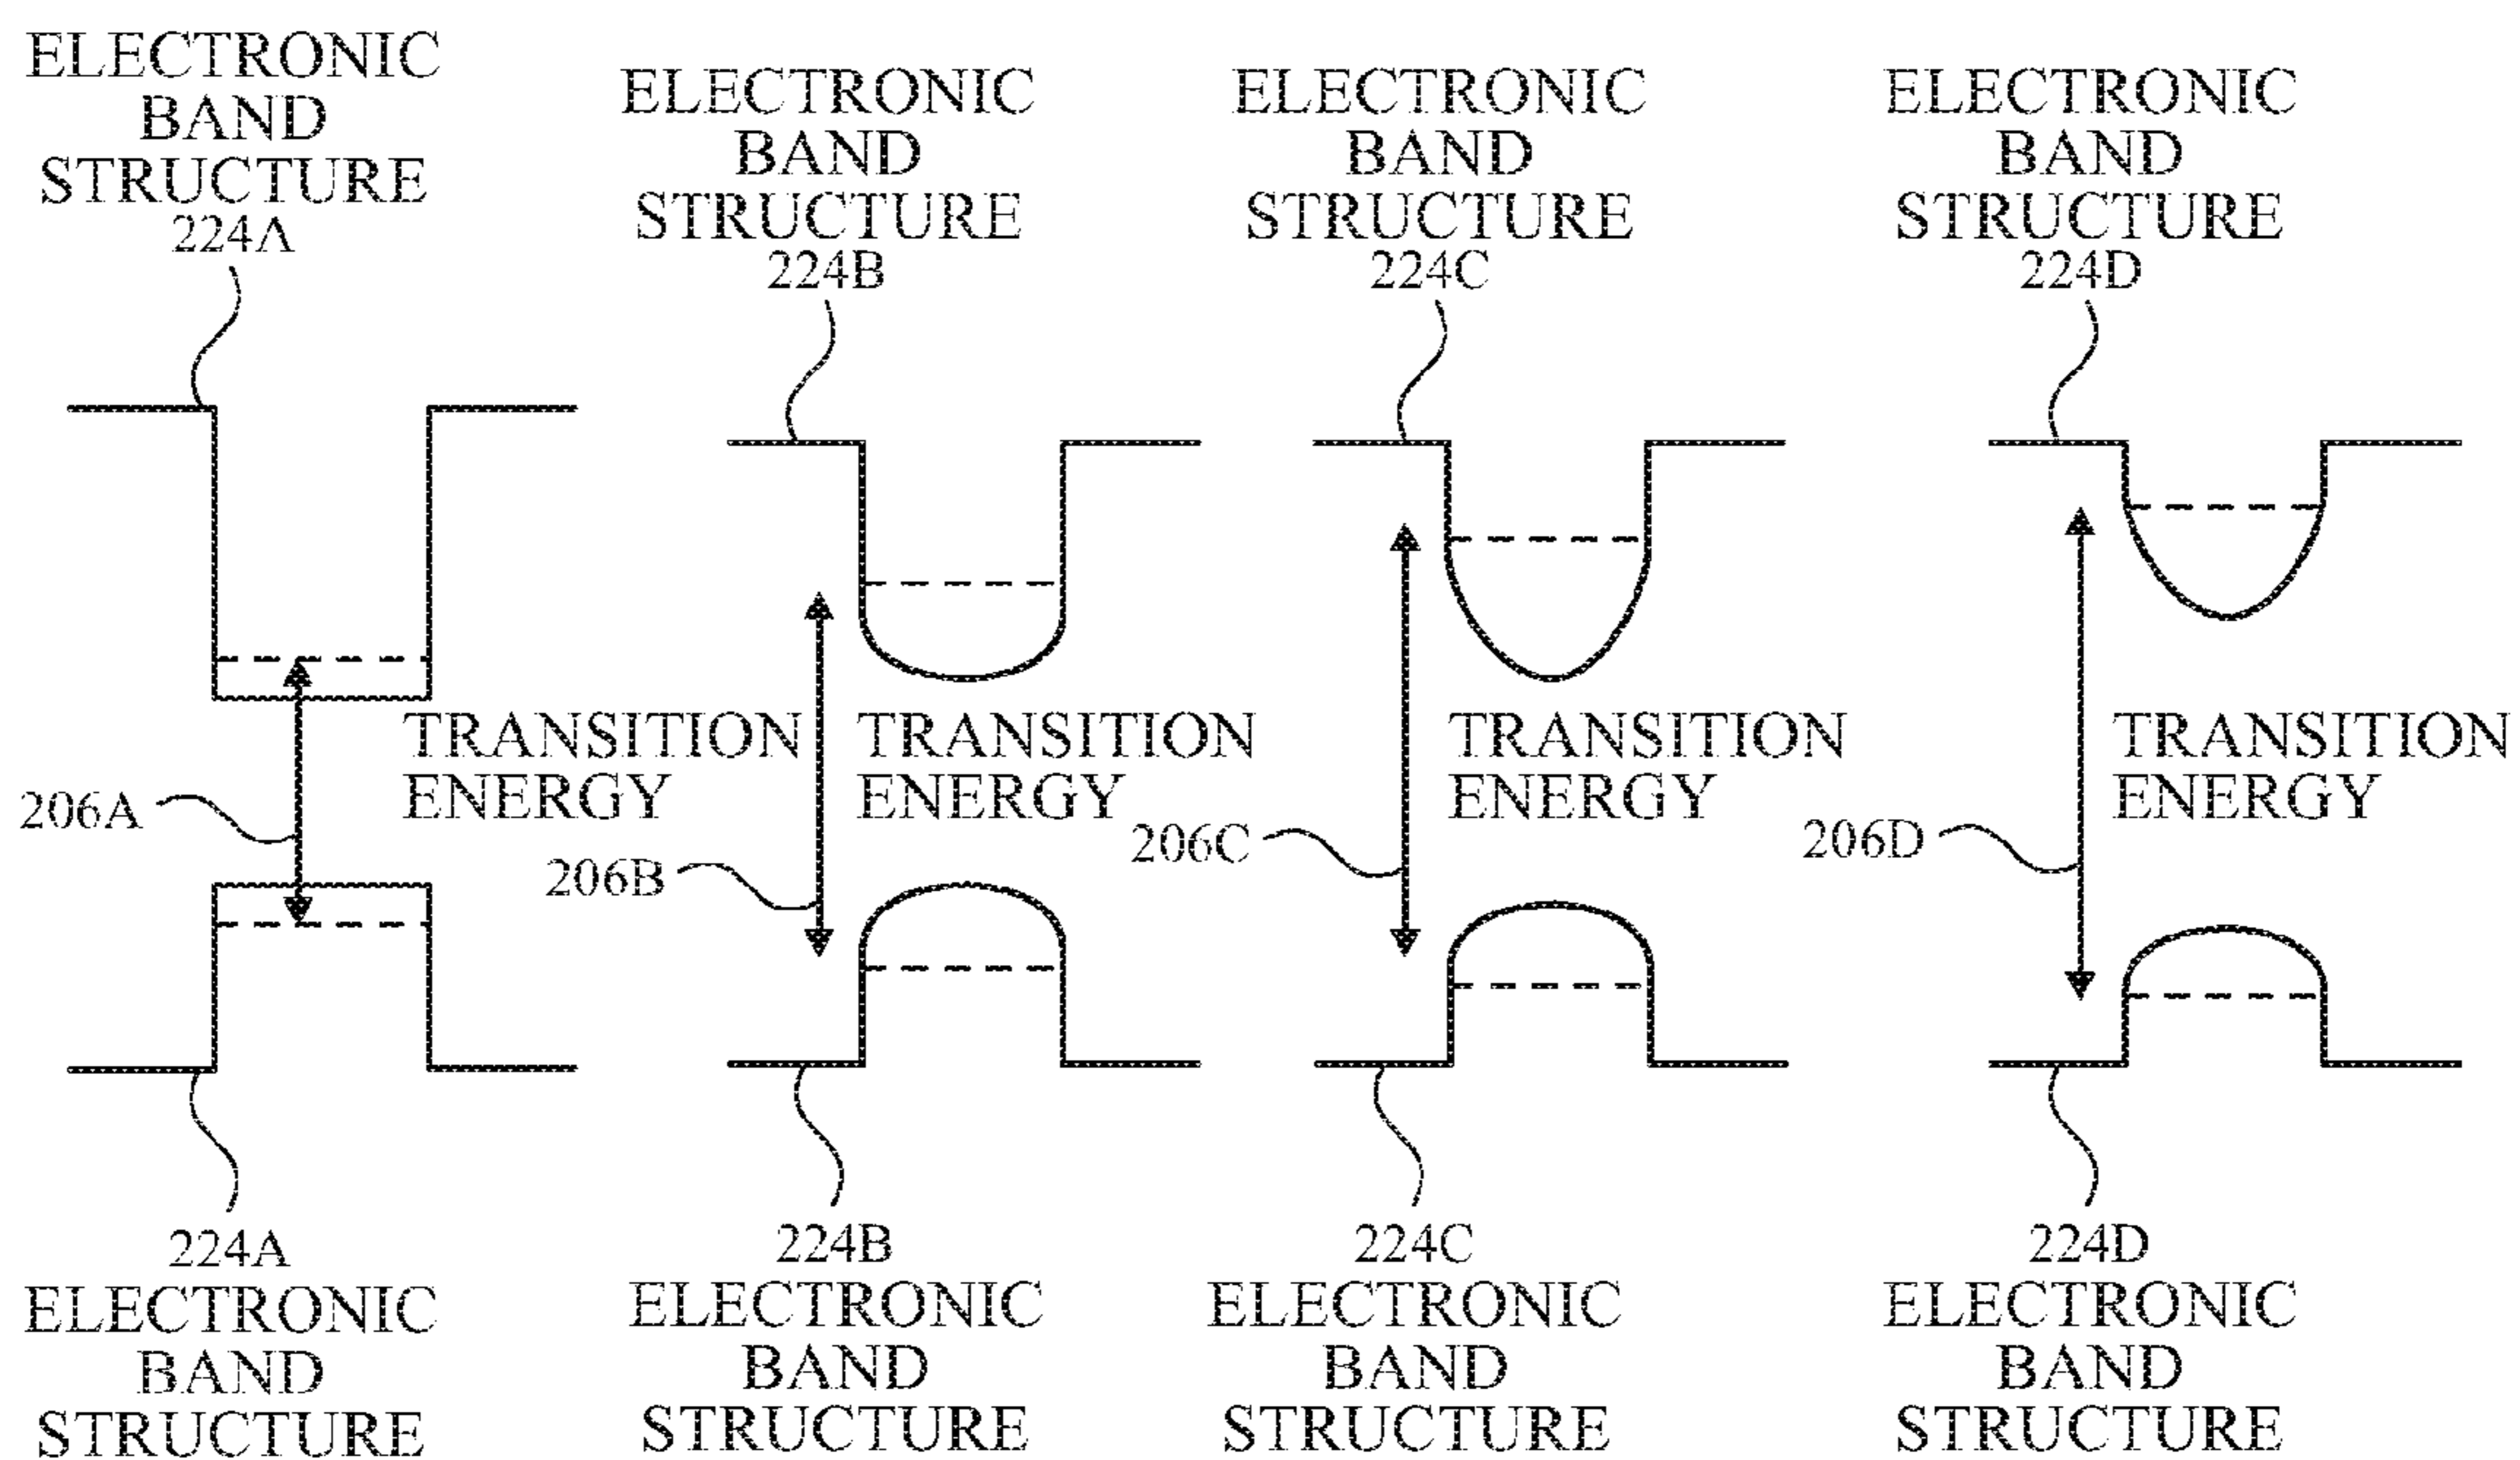 ELECTRONIC
BAND
STRUCTURE
224A
ELECTRONIC
BAND
STRUCTURE
224B
ELECTRONIC
BAND
STRUCTURE
224C
ELECTRONIC
BAND
STRUCTURE
224D
TRANSITION
ENERGY
206A
TRANSITION
ENERGY
206B
TRANSITION
ENERGY
206C
TRANSITION
ENERGY
206D
224A
ELECTRONIC
BAND
STRUCTURE
224B
ELECTRONIC
BAND
STRUCTURE
224C
ELECTRONIC
BAND
STRUCTURE
224D
ELECTRONIC
BAND
STRUCTURE